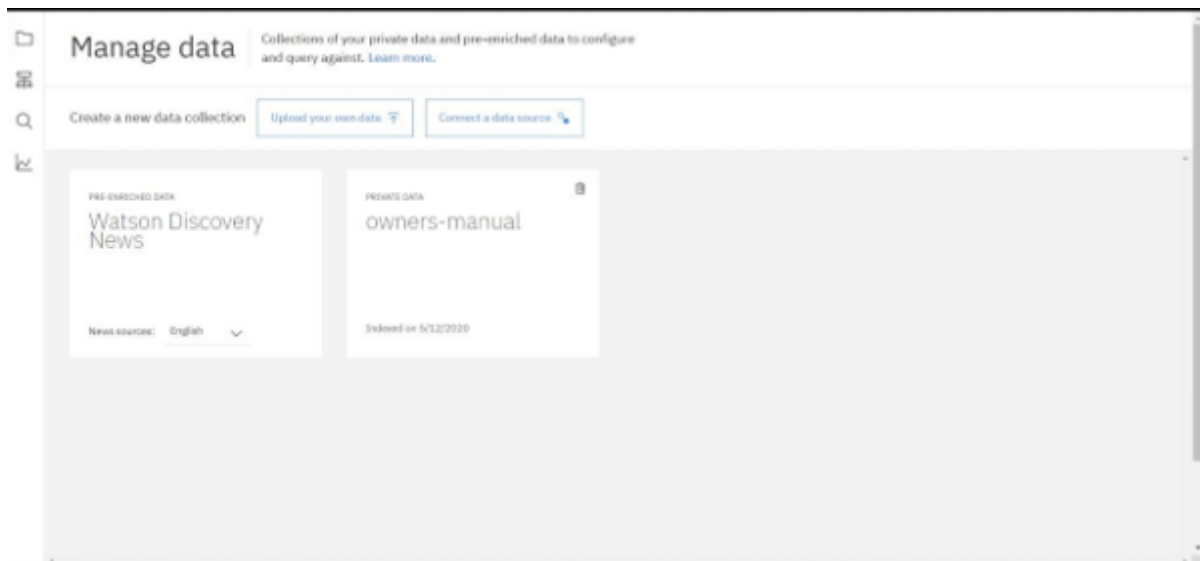 Manage data
Collections of your private data and pre-enriched data to configure
and query against. Learn more.
Create a new data collection
Upload your own data
Connect a data source
PRE-ENRICHED DATA
Watson Discovery
News
News sources: English
PRIVATE DATA
owners-manual
Indexed on 5/12/2020